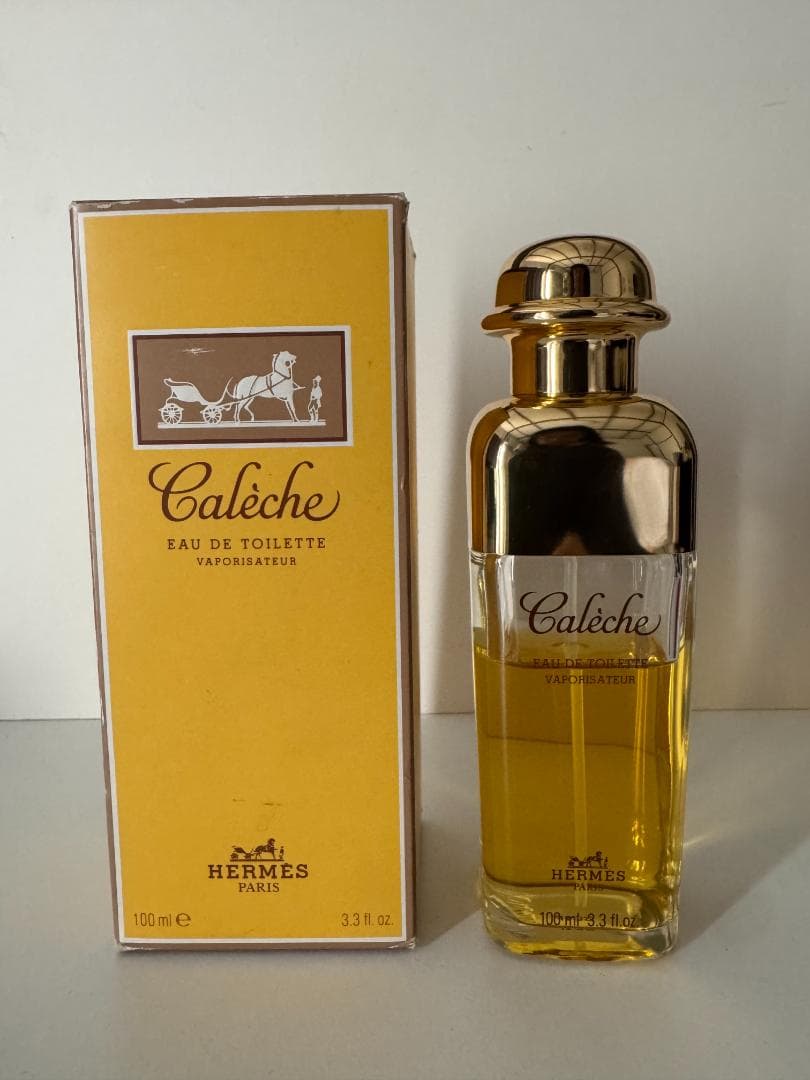 Calèche
EAU DE TOILETTE
VAPORISATEUR
HERMÈS
PARIS
100 ml e
3.3 fl. oz.
Calèche
EAU DE TOILETTE
VAPORISATEUR
HERMÈS
PARIS
100 ml 3.3 fl.oz.